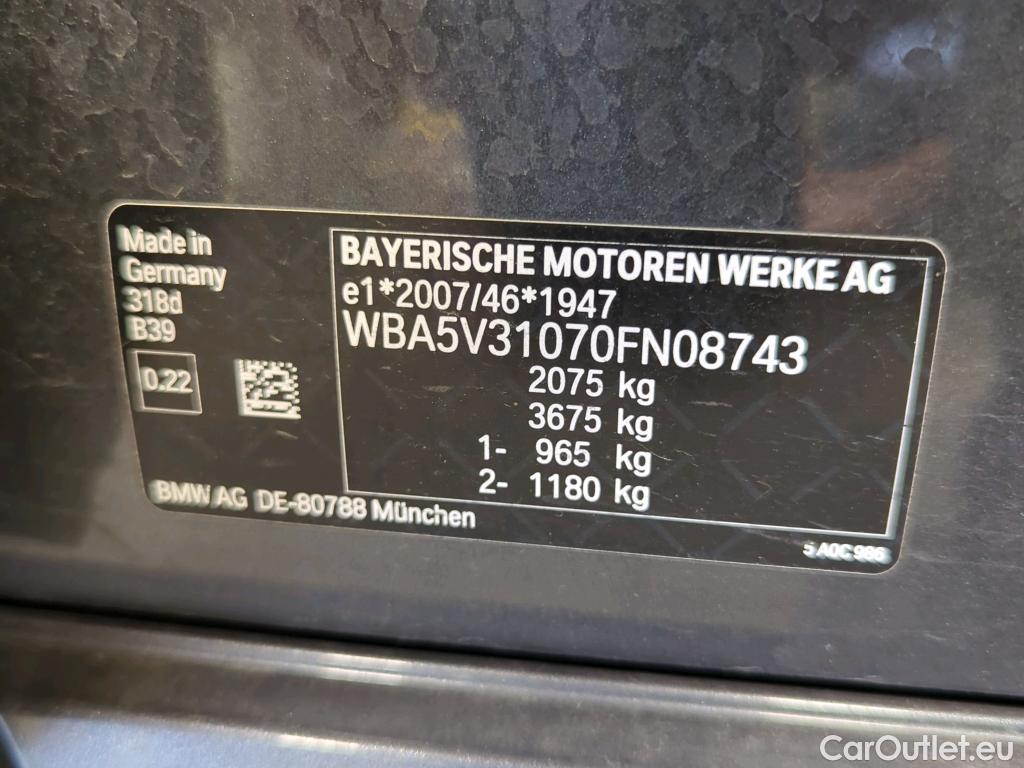 Made in
Germany
318d
B39
0.22
BAYERISCHE MOTOREN WERKE AG
e1*2007/46*1947
WBA5V31070FN08743
2075 kg
3675 kg
1- 965 kg
2- 1180 kg
BMW AG DE-80788 München
5 A0C 986
CarOutlet.eu